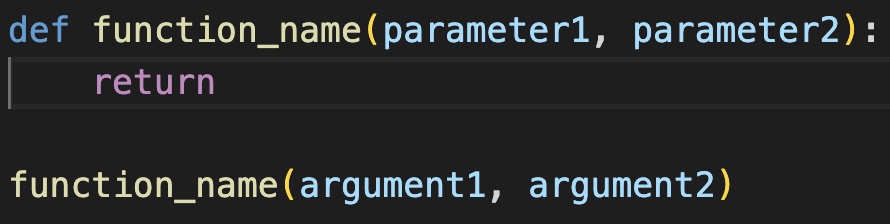 def function_name(parameter1, parameter2):
    return
function_name(argument1, argument2)